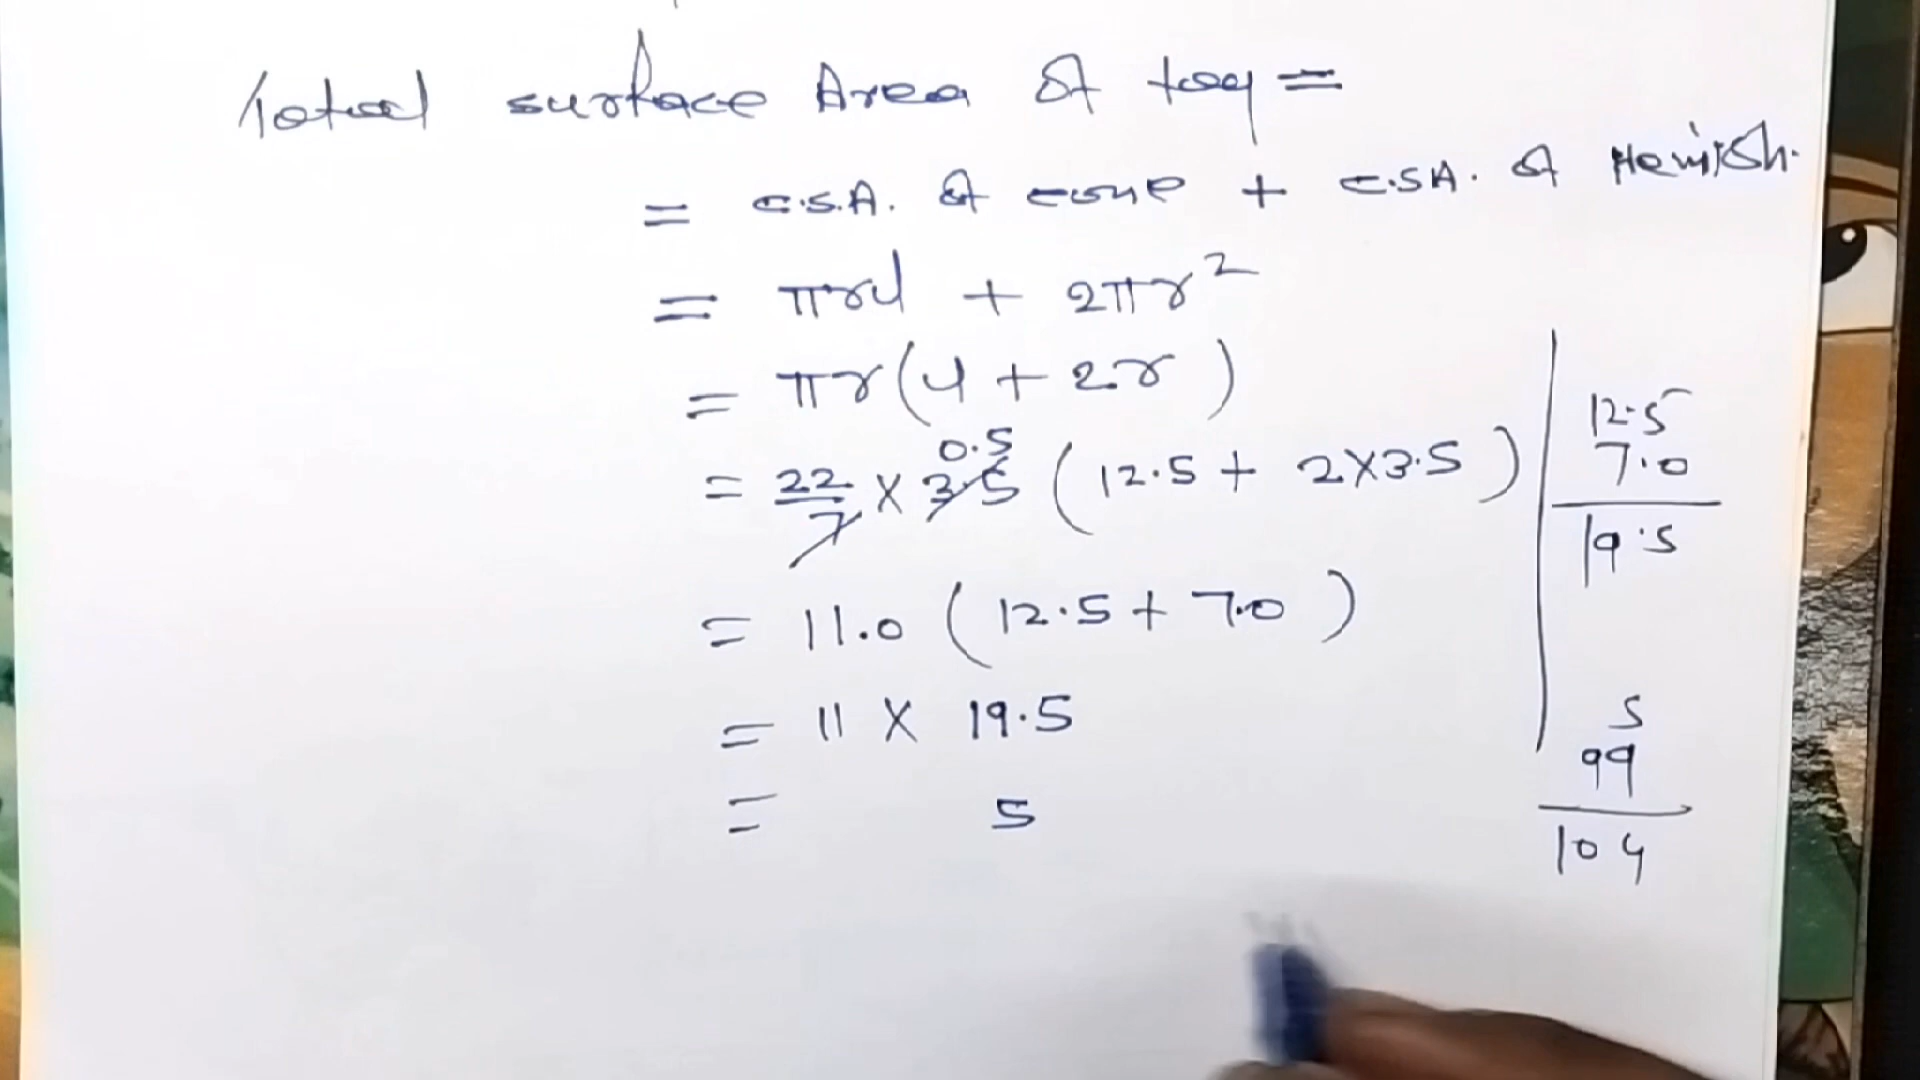 Total surface Area of toy =
= C.S.A. of cone + C.S.A. of Hemisph.
= πrl + 2πr²
= πr(l + 2r)
0.5
= 22/7 × 3.5 (12.5 + 2×3.5)
= 11.0 (12.5 + 7.0)
= 11 × 19.5
= 5
12.5
7.0
19.5
5
99
104